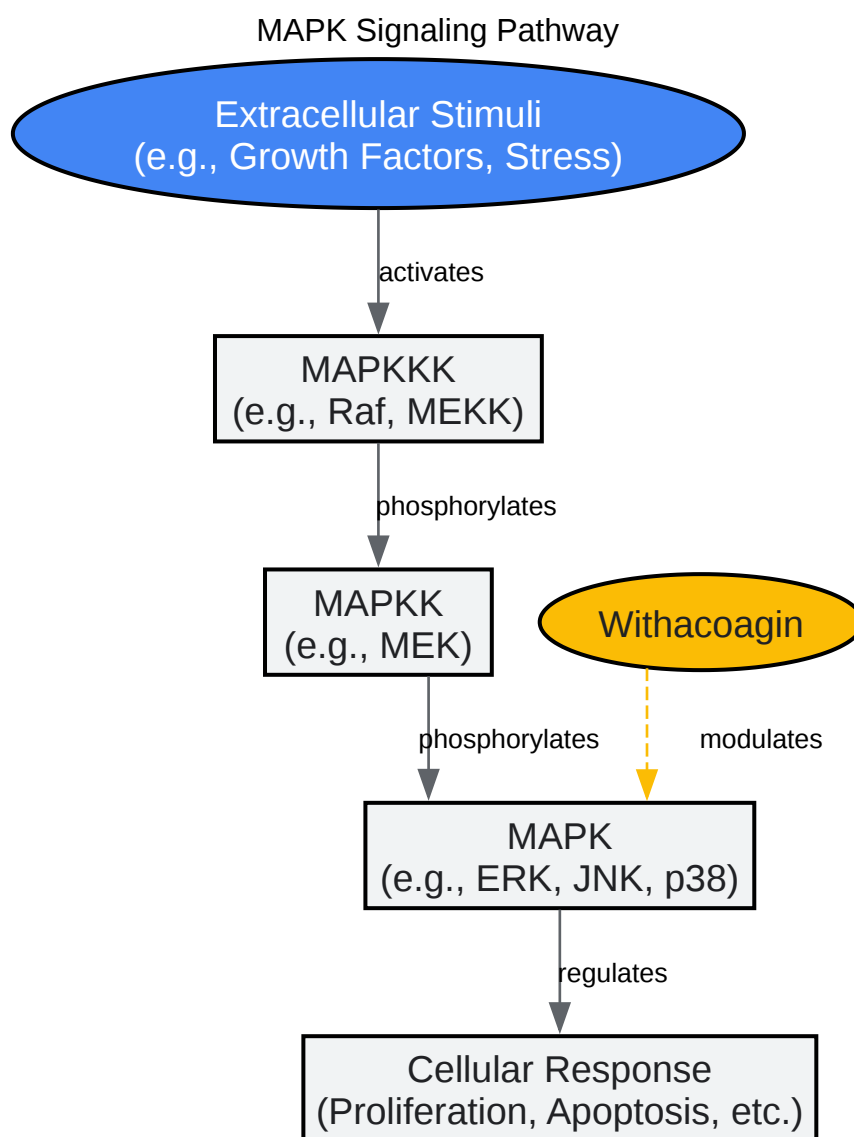 MAPK Signaling Pathway
Extracellular Stimuli
(e.g., Growth Factors, Stress)
activates
MAPKKK
(e.g., Raf, MEKK)
phosphorylates
MAPKK
(e.g., MEK)
Withacoagin
phosphorylates
modulates
MAPK
(e.g., ERK, JNK, p38)
regulates
Cellular Response
(Proliferation, Apoptosis, etc.)